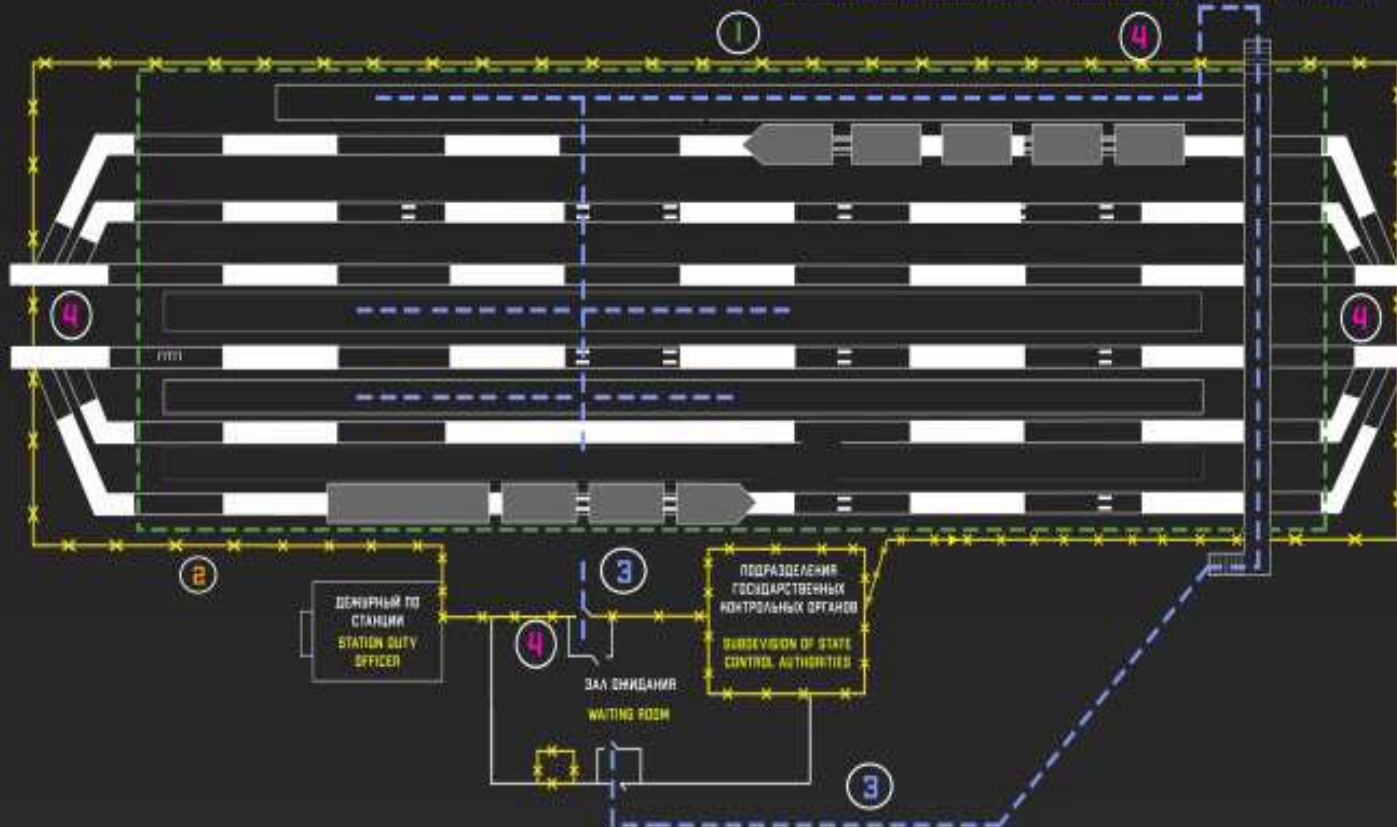 1
4
4
4
2
3
ПОДРАЗДЕЛЕНИЯ
ГОСУДАРСТВЕННЫХ
КОНТРОЛЬНЫХ ОРГАНОВ
SUBDEVISION OF STATE
CONTROL AUTHORITIES
ДЕЖУРНЫЙ ПО
СТАНЦИИ
STATION DUTY
OFFICER
4
ЗАЛ ОЖИДАНИЯ
WAITING ROOM
3